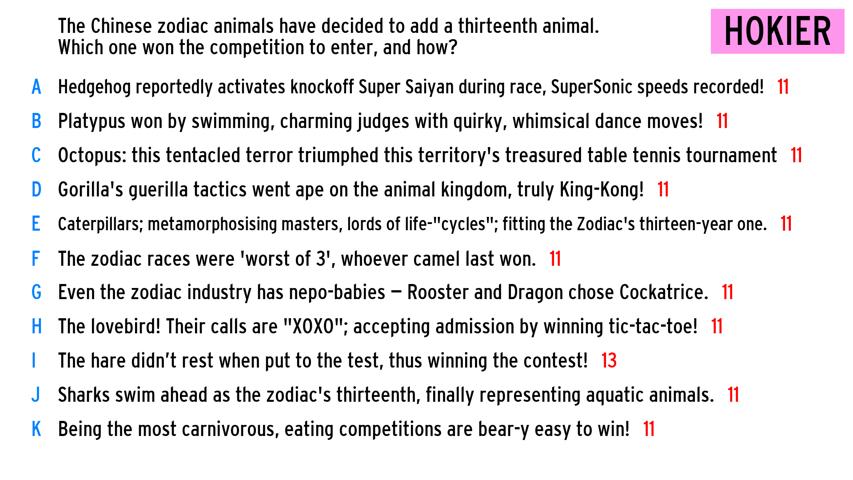 The Chinese zodiac animals have decided to add a thirteenth animal.
Which one won the competition to enter, and how?
HOKIER
A Hedgehog reportedly activates knockoff Super Saiyan during race, SuperSonic speeds recorded! 11
B Platypus won by swimming, charming judges with quirky, whimsical dance moves! 11
C Octopus: this tentacled terror triumphed this territory's treasured table tennis tournament 11
D Gorilla's guerilla tactics went ape on the animal kingdom, truly King-Kong! 11
E Caterpillars; metamorphosising masters, lords of life-"cycles"; fitting the Zodiac's thirteen-year one. 11
F The zodiac races were 'worst of 3', whoever camel last won. 11
G Even the zodiac industry has nepo-babies – Rooster and Dragon chose Cockatrice. 11
H The lovebird! Their calls are "XOXO"; accepting admission by winning tic-tac-toe! 11
I The hare didn’t rest when put to the test, thus winning the contest! 13
J Sharks swim ahead as the zodiac's thirteenth, finally representing aquatic animals. 11
K Being the most carnivorous, eating competitions are bear-y easy to win! 11